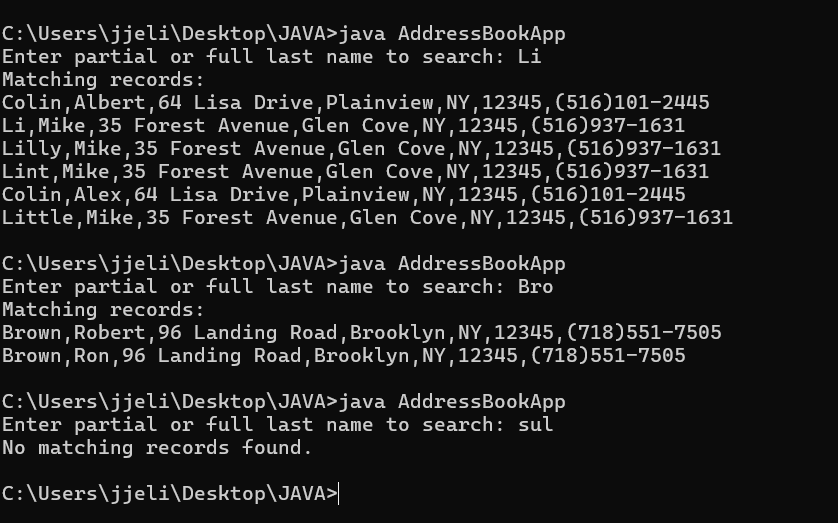 C:\Users\jjeli\Desktop\JAVA>java AddressBookApp
Enter partial or full last name to search: Li
Matching records:
Colin,Albert,64 Lisa Drive,Plainview,NY,12345,(516)101-2445
Li,Mike,35 Forest Avenue,Glen Cove,NY,12345,(516)937-1631
Lilly,Mike,35 Forest Avenue,Glen Cove,NY,12345,(516)937-1631
Lint,Mike,35 Forest Avenue,Glen Cove,NY,12345,(516)937-1631
Colin,Alex,64 Lisa Drive,Plainview,NY,12345,(516)101-2445
Little,Mike,35 Forest Avenue,Glen Cove,NY,12345,(516)937-1631
C:\Users\jjeli\Desktop\JAVA>java AddressBookApp
Enter partial or full last name to search: Bro
Matching records:
Brown,Robert,96 Landing Road,Brooklyn,NY,12345,(718)551-7505
Brown,Ron,96 Landing Road,Brooklyn,NY,12345,(718)551-7505
C:\Users\jjeli\Desktop\JAVA>java AddressBookApp
Enter partial or full last name to search: sul
No matching records found.
C:\Users\jjeli\Desktop\JAVA>